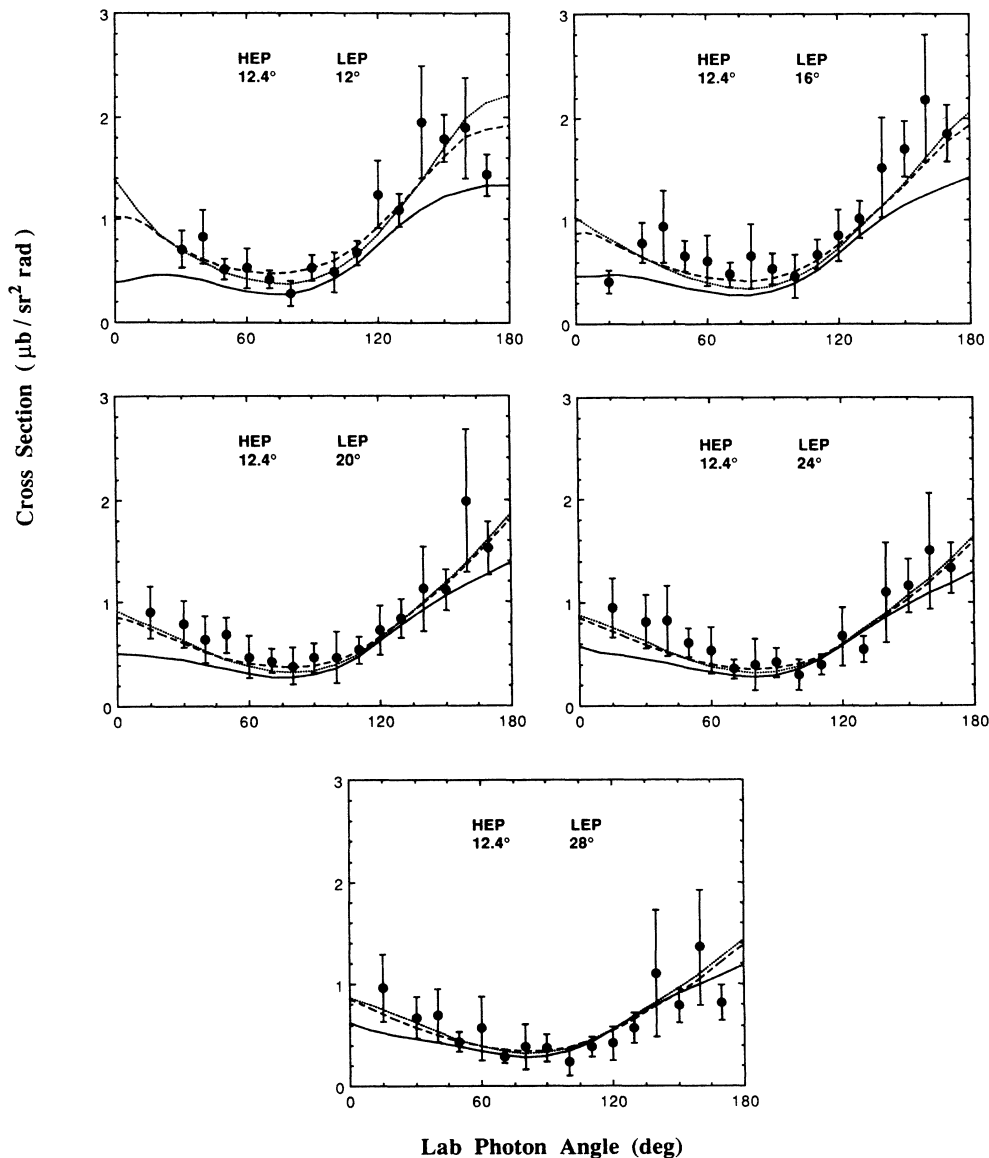 3
2
1
0
HEP LEP
12.4° 12°
0 60 120 180
3
2
1
0
HEP LEP
12.4° 16°
0 60 120 180
Cross Section ( μb / sr² rad )
3
2
1
0
HEP LEP
12.4° 20°
0 60 120 180
3
2
1
0
HEP LEP
12.4° 24°
0 60 120 180
3
2
1
0
HEP LEP
12.4° 28°
0 60 120 180
Lab Photon Angle (deg)